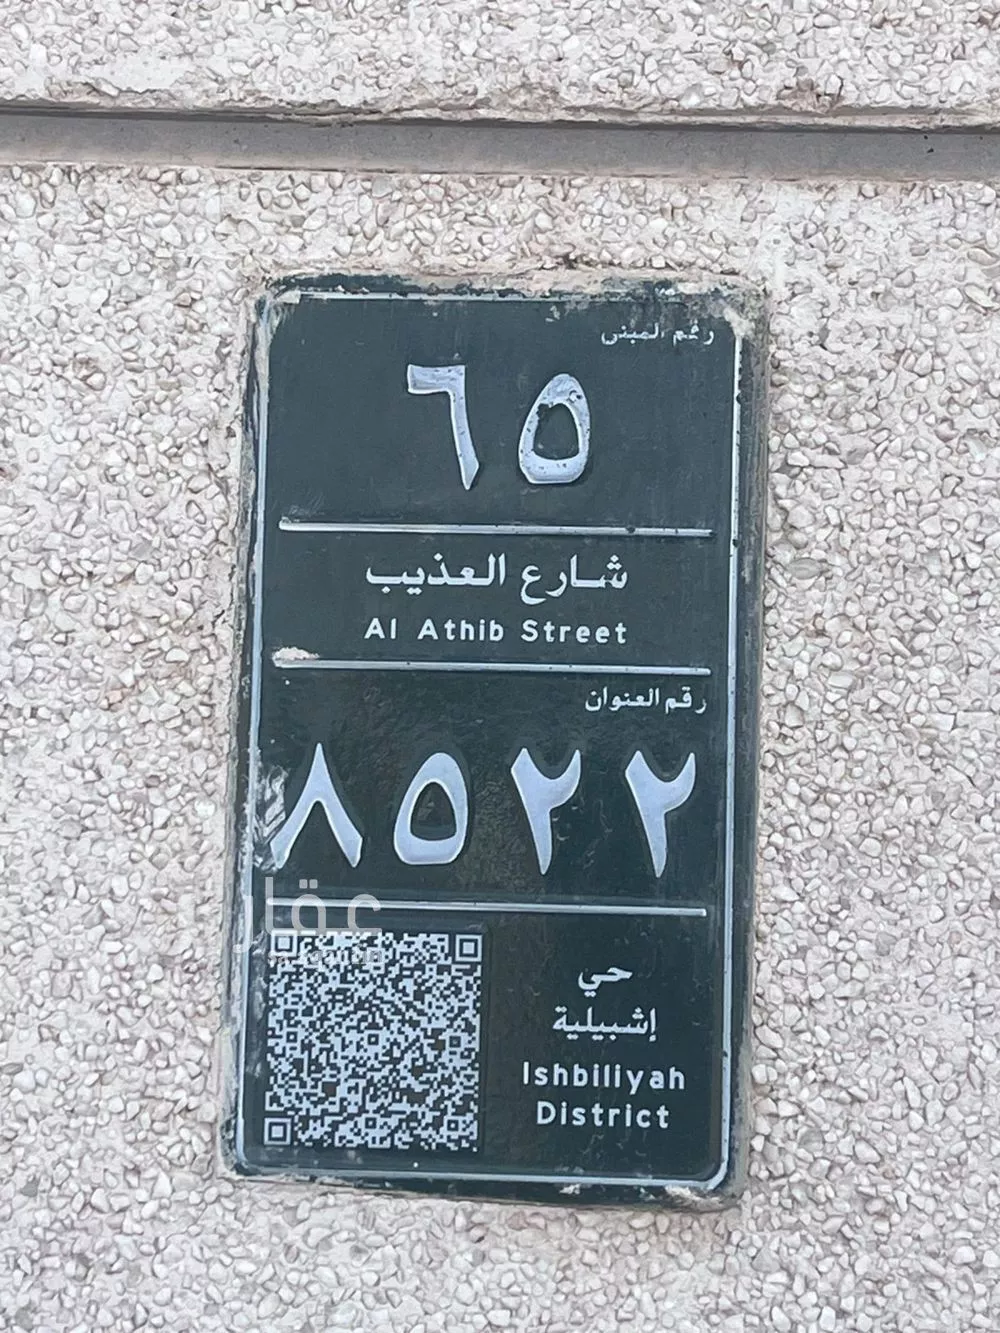 رقم المبنى
٦٥
شارع العذيب
Al Athib Street
رقم العنوان
٨٥٢٢
حي
إشبيلية
Ishbiliyah
District
عقار